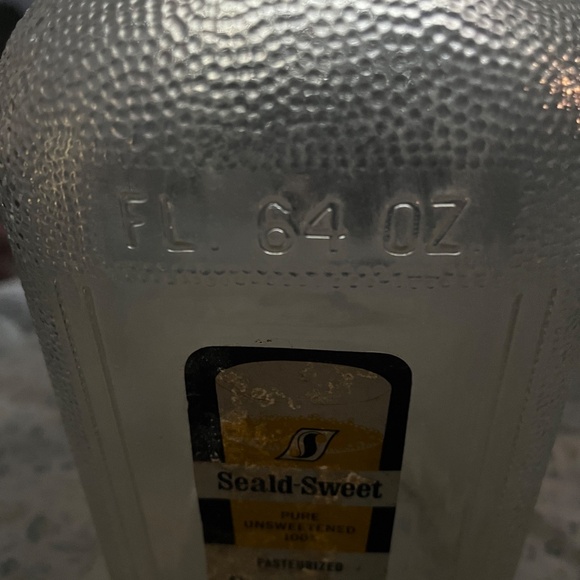 FL. 64 OZ
S
Seald-Sweet
PURE
UNSWEETENED
100%
PASTEURIZED